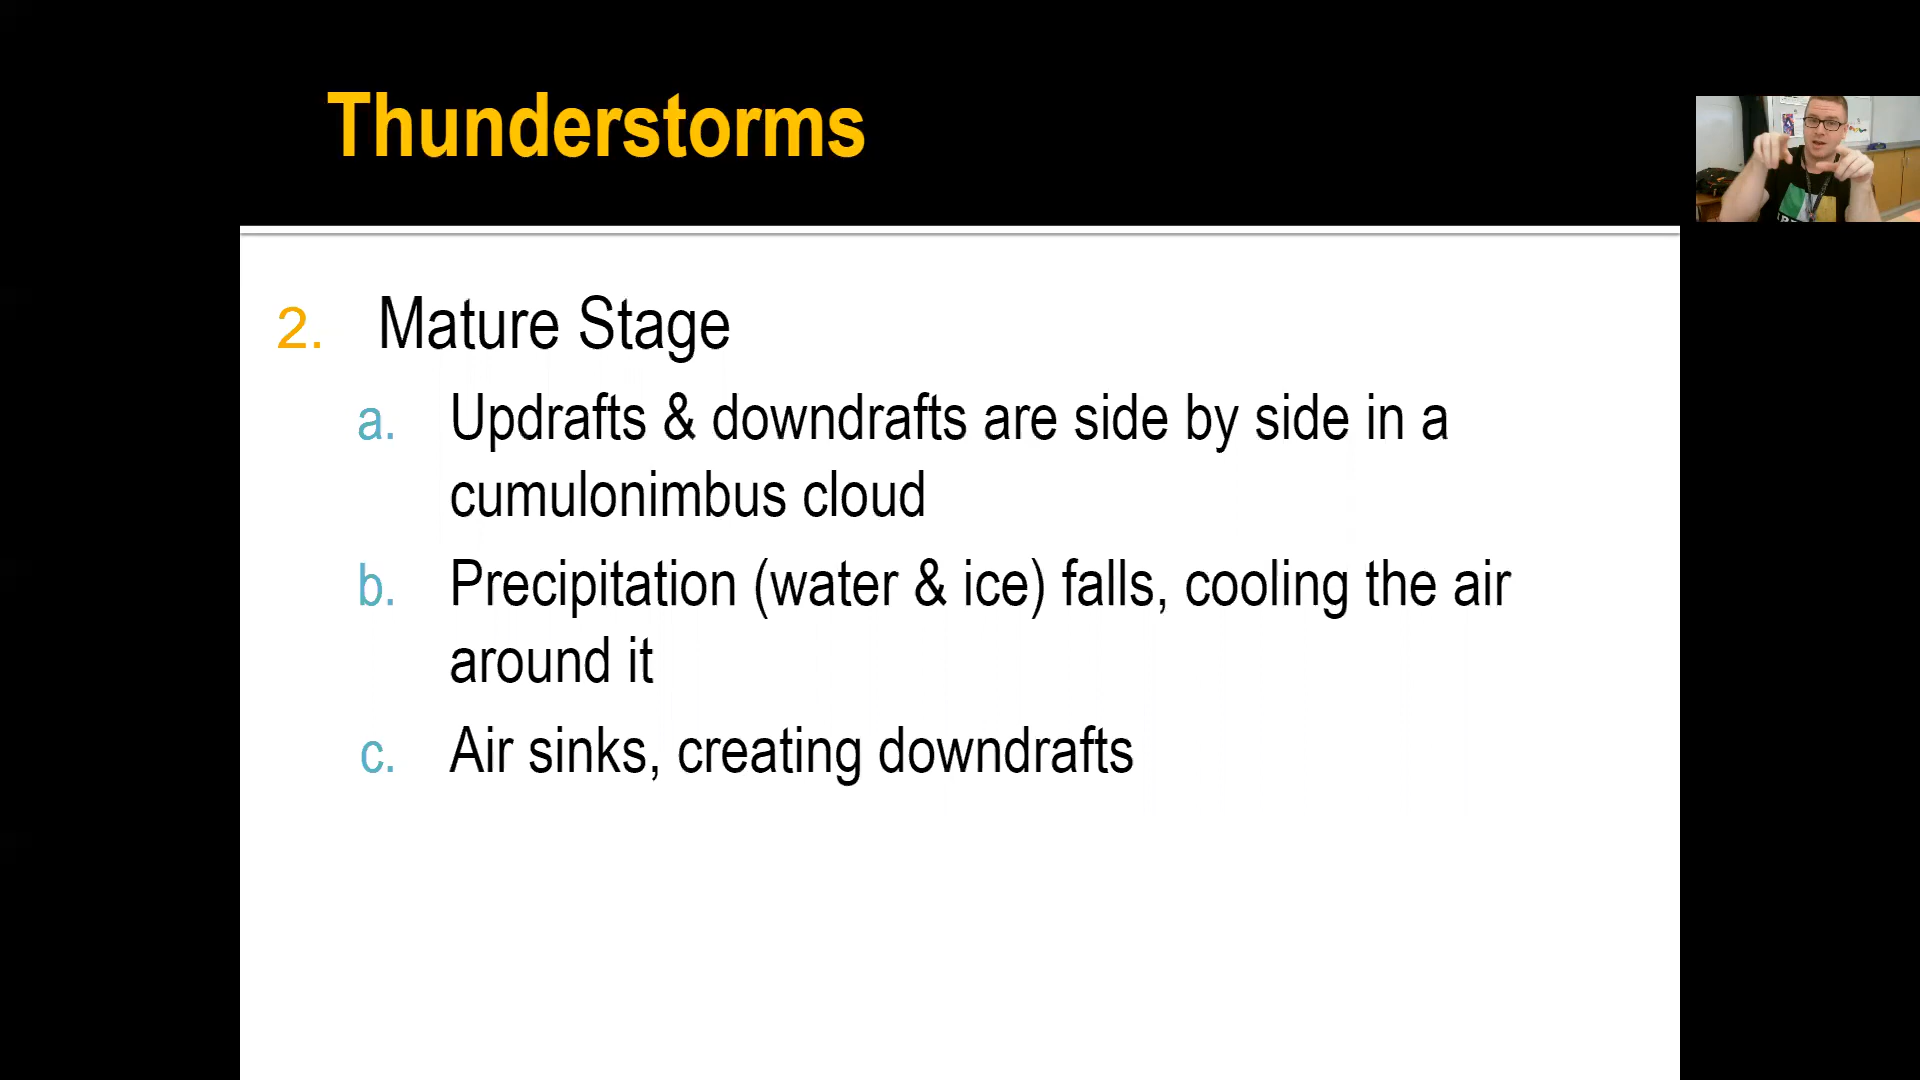 Thunderstorms
2. Mature Stage
a. Updrafts & downdrafts are side by side in a
cumulonimbus cloud
b. Precipitation (water & ice) falls, cooling the air
around it
c. Air sinks, creating downdrafts